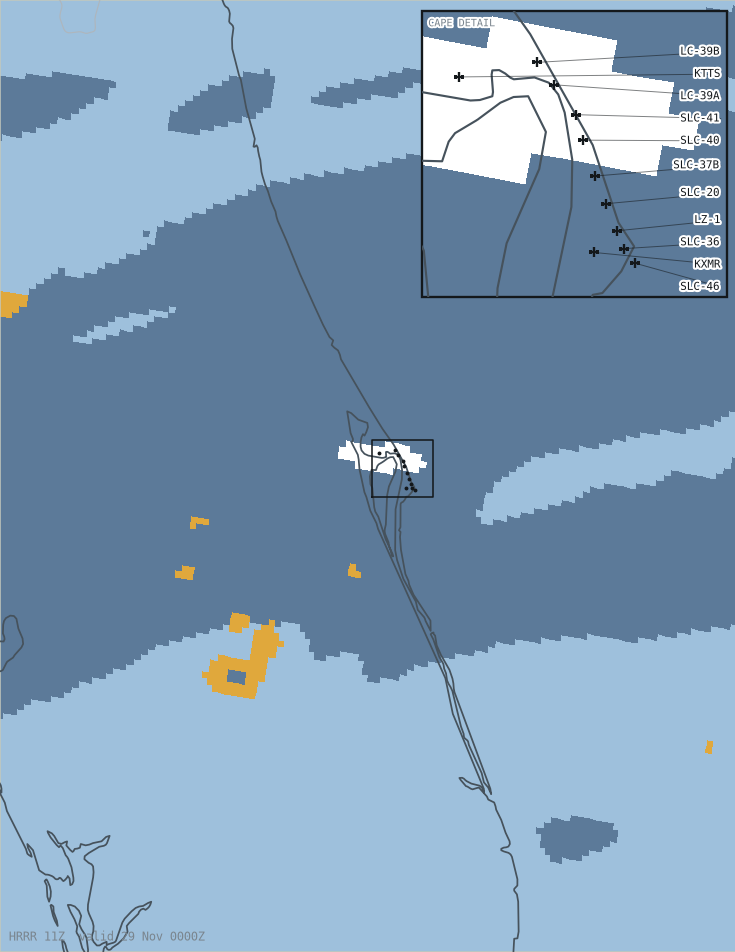 CAPE DETAIL
LC-39B
KTTS
LC-39A
SLC-41
SLC-40
SLC-37B
SLC-20
LZ-1
SLC-36
KXMR
SLC-46
HRRR 11Z  valid 29 Nov 0000Z